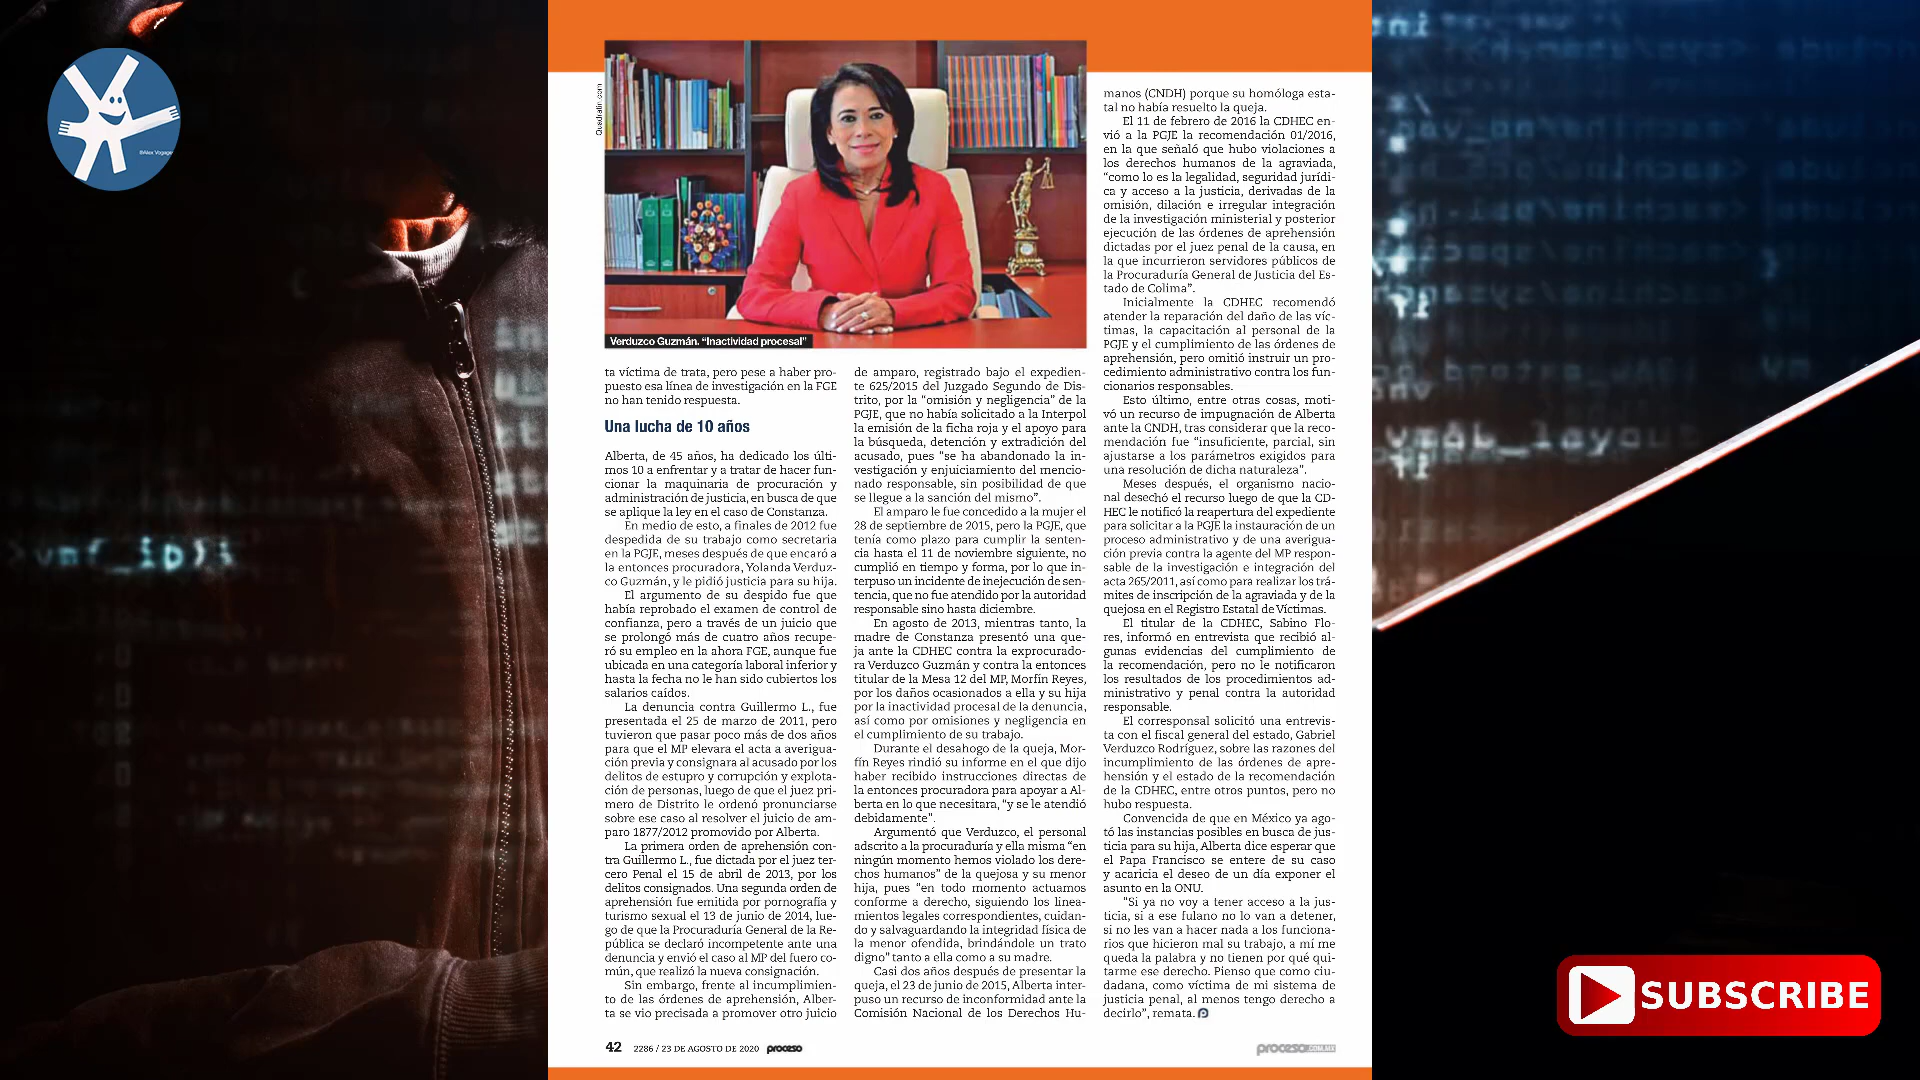 ©Alex Vogage
Quadratín.com
Verduzco Guzmán. “Inactividad procesal”
ta víctima de trata, pero pese a haber pro-
puesto esa línea de investigación en la FGE
no han tenido respuesta.
Una lucha de 10 años
Alberta, de 45 años, ha dedicado los últi-
mos 10 a enfrentar y a tratar de hacer fun-
cionar la maquinaria de procuración y
administración de justicia, en busca de que
se aplique la ley en el caso de Constanza.
En medio de esto, a finales de 2012 fue
despedida de su trabajo como secretaria
en la PGJE, meses después de que encaró a
la entonces procuradora, Yolanda Verduz-
co Guzmán, y le pidió justicia para su hija.
El argumento de su despido fue que
había reprobado el examen de control de
confianza, pero a través de un juicio que
se prolongó más de cuatro años recupe-
ró su empleo en la ahora FGE, aunque fue
ubicada en una categoría laboral inferior y
hasta la fecha no le han sido cubiertos los
salarios caídos.
La denuncia contra Guillermo L., fue
presentada el 25 de marzo de 2011, pero
tuvieron que pasar poco más de dos años
para que el MP elevara el acta a averigua-
ción previa y consignara al acusado por los
delitos de estupro y corrupción y explota-
ción de personas, luego de que el juez pri-
mero de Distrito le ordenó pronunciarse
sobre ese caso al resolver el juicio de am-
paro 1877/2012 promovido por Alberta.
La primera orden de aprehensión con-
tra Guillermo L., fue dictada por el juez ter-
cero Penal el 15 de abril de 2013, por los
delitos consignados. Una segunda orden de
aprehensión fue emitida por pornografía y
turismo sexual el 13 de junio de 2014, lue-
go de que la Procuraduría General de la Re-
pública se declaró incompetente ante una
denuncia y envió el caso al MP del fuero co-
mún, que realizó la nueva consignación.
Sin embargo, frente al incumplimien-
to de las órdenes de aprehensión, Alber-
ta se vio precisada a promover otro juicio
de amparo, registrado bajo el expedien-
te 625/2015 del Juzgado Segundo de Dis-
trito, por la “omisión y negligencia” de la
PGJE, que no había solicitado a la Interpol
la emisión de la ficha roja y el apoyo para
la búsqueda, detención y extradición del
acusado, pues “se ha abandonado la in-
vestigación y enjuiciamiento del mencio-
nado responsable, sin posibilidad de que
se llegue a la sanción del mismo”.
El amparo le fue concedido a la mujer el
28 de septiembre de 2015, pero la PGJE, que
tenía como plazo para cumplir la senten-
cia hasta el 11 de noviembre siguiente, no
cumplió en tiempo y forma, por lo que in-
terpuso un incidente de inejecución de sen-
tencia, que no fue atendido por la autoridad
responsable sino hasta diciembre.
En agosto de 2013, mientras tanto, la
madre de Constanza presentó una que-
ja ante la CDHEC contra la exprocurado-
ra Verduzco Guzmán y contra la entonces
titular de la Mesa 12 del MP, Morfín Reyes,
por los daños ocasionados a ella y su hija
por la inactividad procesal de la denuncia,
así como por omisiones y negligencia en
el cumplimiento de su trabajo.
Durante el desahogo de la queja, Mor-
fín Reyes rindió su informe en el que dijo
haber recibido instrucciones directas de
la entonces procuradora para apoyar a Al-
berta en lo que necesitara, “y se le atendió
debidamente”.
Argumentó que Verduzco, el personal
adscrito a la procuraduría y ella misma “en
ningún momento hemos violado los dere-
chos humanos” de la quejosa y su menor
hija, pues “en todo momento actuamos
conforme a derecho, siguiendo los linea-
mientos legales correspondientes, cuidan-
do y salvaguardando la integridad física de
la menor ofendida, brindándole un trato
digno” tanto a ella como a su madre.
Casi dos años después de presentar la
queja, el 23 de junio de 2015, Alberta inter-
puso un recurso de inconformidad ante la
Comisión Nacional de los Derechos Hu-
manos (CNDH) porque su homóloga esta-
tal no había resuelto la queja.
El 11 de febrero de 2016 la CDHEC en-
vió a la PGJE la recomendación 01/2016,
en la que señaló que hubo violaciones a
los derechos humanos de la agraviada,
“como lo es la legalidad, seguridad jurídi-
ca y acceso a la justicia, derivadas de la
omisión, dilación e irregular integración
de la investigación ministerial y posterior
ejecución de las órdenes de aprehensión
dictadas por el juez penal de la causa, en
la que incurrieron servidores públicos de
la Procuraduría General de Justicia del Es-
tado de Colima”.
Inicialmente la CDHEC recomendó
atender la reparación del daño de las víc-
timas, la capacitación al personal de la
PGJE y el cumplimiento de las órdenes de
aprehensión, pero omitió instruir un pro-
cedimiento administrativo contra los fun-
cionarios responsables.
Esto último, entre otras cosas, moti-
vó un recurso de impugnación de Alberta
ante la CNDH, tras considerar que la reco-
mendación fue “insuficiente, parcial, sin
ajustarse a los parámetros exigidos para
una resolución de dicha naturaleza”.
Meses después, el organismo nacio-
nal desechó el recurso luego de que la CD-
HEC le notificó la reapertura del expediente
para solicitar a la PGJE la instauración de un
proceso administrativo y de una averigua-
ción previa contra la agente del MP respon-
sable de la investigación e integración del
acta 265/2011, así como para realizar los trá-
mites de inscripción de la agraviada y de la
quejosa en el Registro Estatal de Víctimas.
El titular de la CDHEC, Sabino Flo-
res, informó en entrevista que recibió al-
gunas evidencias del cumplimiento de
la recomendación, pero no le notificaron
los resultados de los procedimientos ad-
ministrativo y penal contra la autoridad
responsable.
El corresponsal solicitó una entrevis-
ta con el fiscal general del estado, Gabriel
Verduzco Rodríguez, sobre las razones del
incumplimiento de las órdenes de apre-
hensión y el estado de la recomendación
de la CDHEC, entre otros puntos, pero no
hubo respuesta.
Convencida de que en México ya ago-
tó las instancias posibles en busca de jus-
ticia para su hija, Alberta dice esperar que
el Papa Francisco se entere de su caso
y acaricia el deseo de un día exponer el
asunto en la ONU.
“Si ya no voy a tener acceso a la jus-
ticia, si a ese fulano no lo van a detener,
si no les van a hacer nada a los funciona-
rios que hicieron mal su trabajo, a mí me
queda la palabra y no tienen por qué qui-
tarme ese derecho. Pienso que como ciu-
dadana, como víctima de mi sistema de
justicia penal, al menos tengo derecho a
decirlo”, remata.
42 2286 / 23 DE AGOSTO DE 2020 proceso
proceso.com.mx
SUBSCRIBE